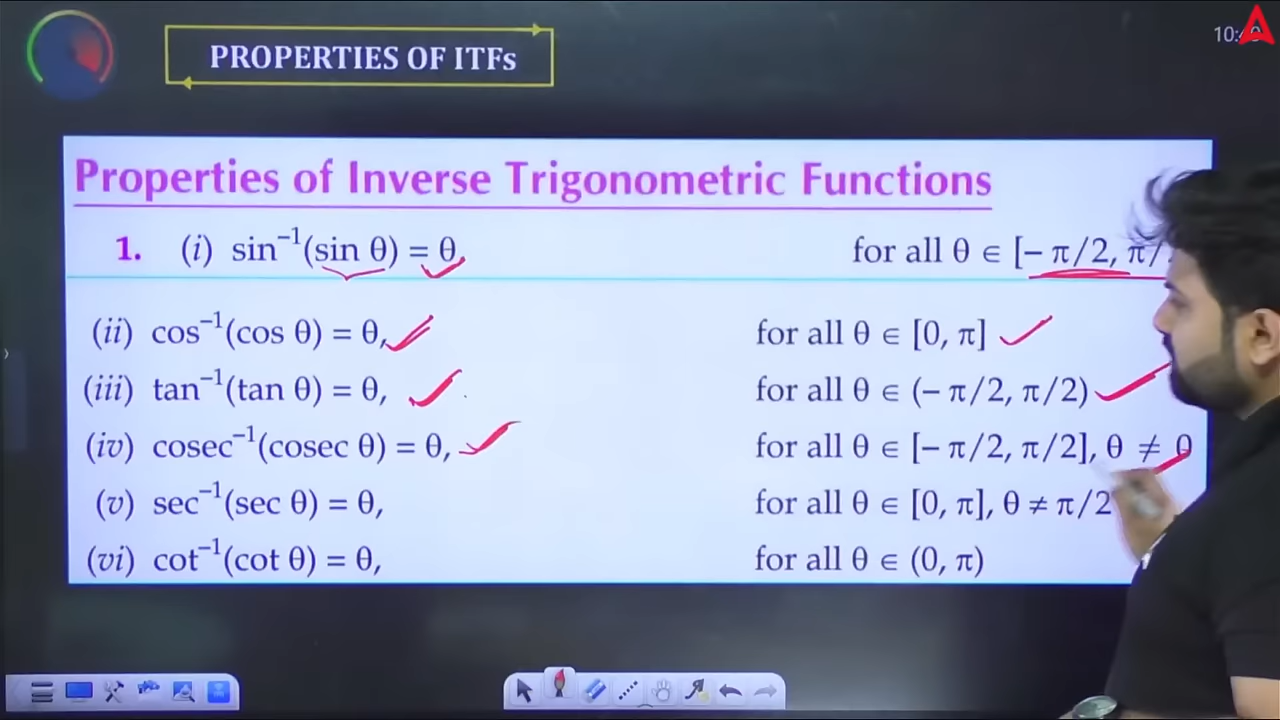 PROPERTIES OF ITFs
Properties of Inverse Trigonometric Functions
1. (i) sin⁻¹(sin θ) = θ, for all θ ∈ [– π/2, π/
(ii) cos⁻¹(cos θ) = θ, for all θ ∈ [0, π]
(iii) tan⁻¹(tan θ) = θ, for all θ ∈ (– π/2, π/2)
(iv) cosec⁻¹(cosec θ) = θ, for all θ ∈ [– π/2, π/2], θ ≠ 0
(v) sec⁻¹(sec θ) = θ, for all θ ∈ [0, π], θ ≠ π/2
(vi) cot⁻¹(cot θ) = θ, for all θ ∈ (0, π)